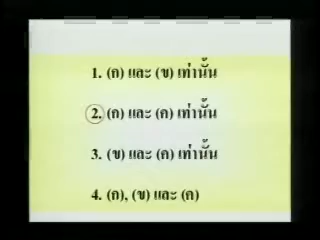 1. (ก) และ (ข) เท่านั้น
2. (ก) และ (ค) เท่านั้น
3. (ข) และ (ค) เท่านั้น
4. (ก), (ข) และ (ค)